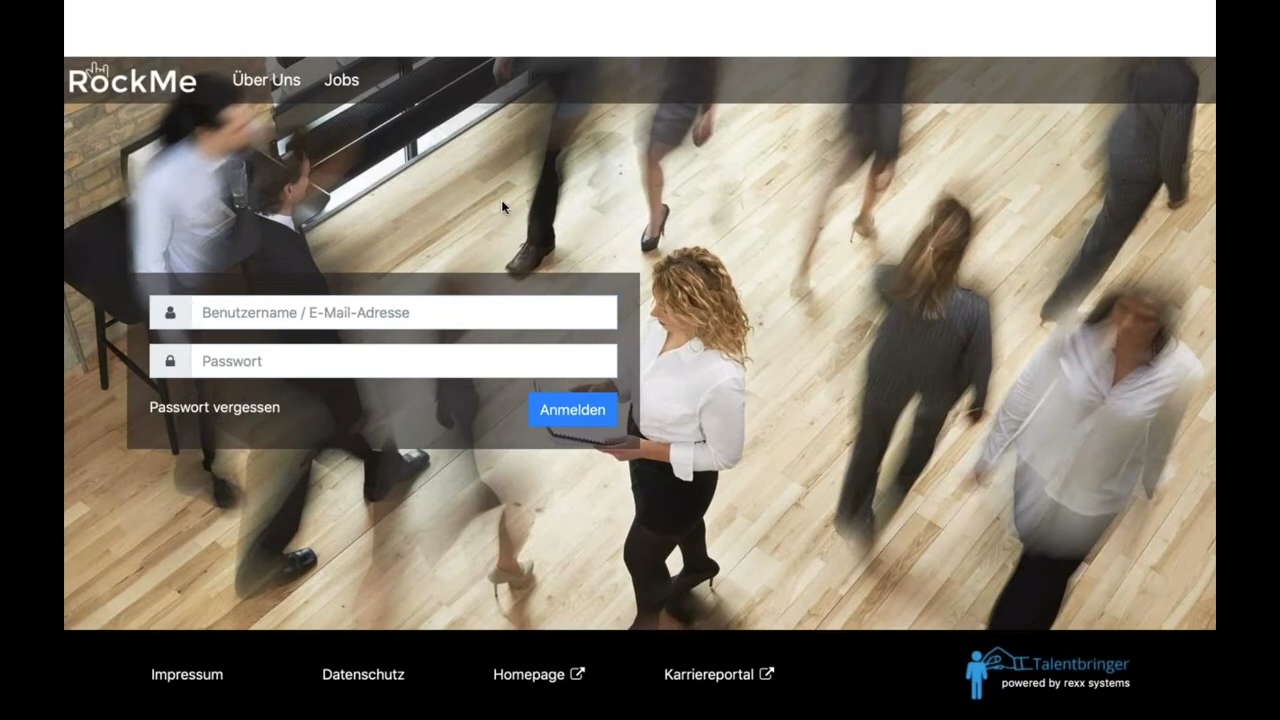 RockMe
Über Uns
Jobs
Benutzername / E-Mail-Adresse
Passwort
Passwort vergessen
Anmelden
Impressum
Datenschutz
Homepage
Karriereportal
Talentbringer
powered by rexx systems